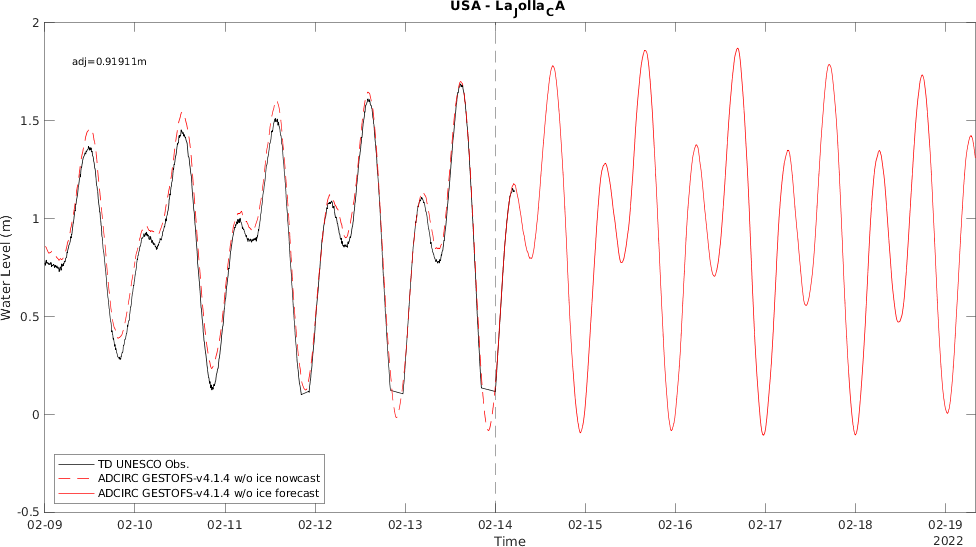 USA - LaJollaCA
adj=0.91911m
2
1.5
1
0.5
0
-0.5
Water Level (m)
TD UNESCO Obs.
ADCIRC GESTOFS-v4.1.4 w/o ice nowcast
ADCIRC GESTOFS-v4.1.4 w/o ice forecast
02-09 02-10 02-11 02-12 02-13 02-14 02-15 02-16 02-17 02-18 02-19
Time 2022